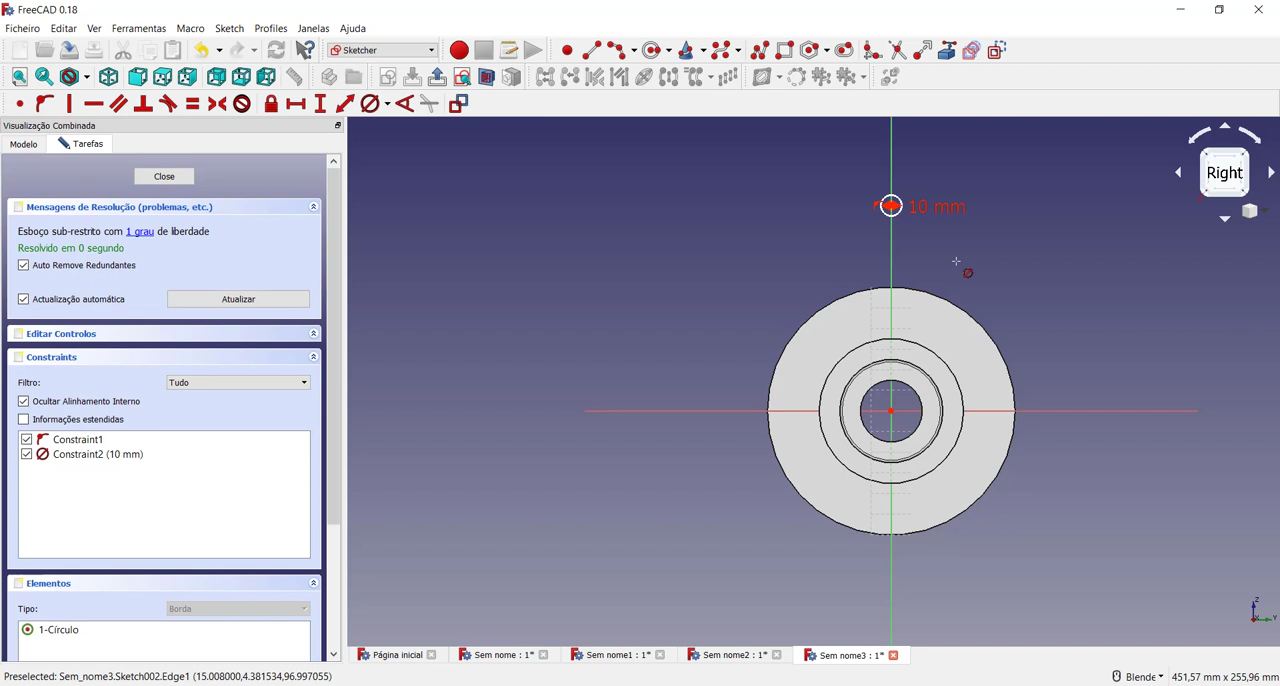 FreeCAD 0.18
Ficheiro Editar Ver Ferramentas Macro Sketch Profiles Janelas Ajuda
Sketcher
Visualização Combinada
Modelo Tarefas
Close
Mensagens de Resolução (problemas, etc.)
Esboço sub-restrito com 1 grau de liberdade
Resolvido em 0 segundo
Auto Remove Redundantes
Actualização automática Atualizar
Editar Controlos
Constraints
Filtro: Tudo
Ocultar Alinhamento Interno
Informações estendidas
Constraint1
Constraint2 (10 mm)
Elementos
Tipo: Borda
1-Círculo
10 mm
Right
Z
Y
Página inicial Sem nome : 1* Sem nome1 : 1* Sem nome2 : 1* Sem nome3 : 1*
Preselected: Sem_nome3.Sketch002.Edge1 (15.008000,4.381534,96.997055) Blende 451,57 mm x 255,96 mm